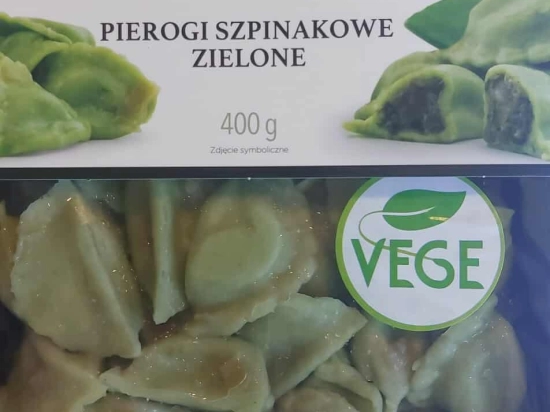 PIEROGI SZPINAKOWE
ZIELONE
400 g
Zdjęcie symboliczne
VEGE